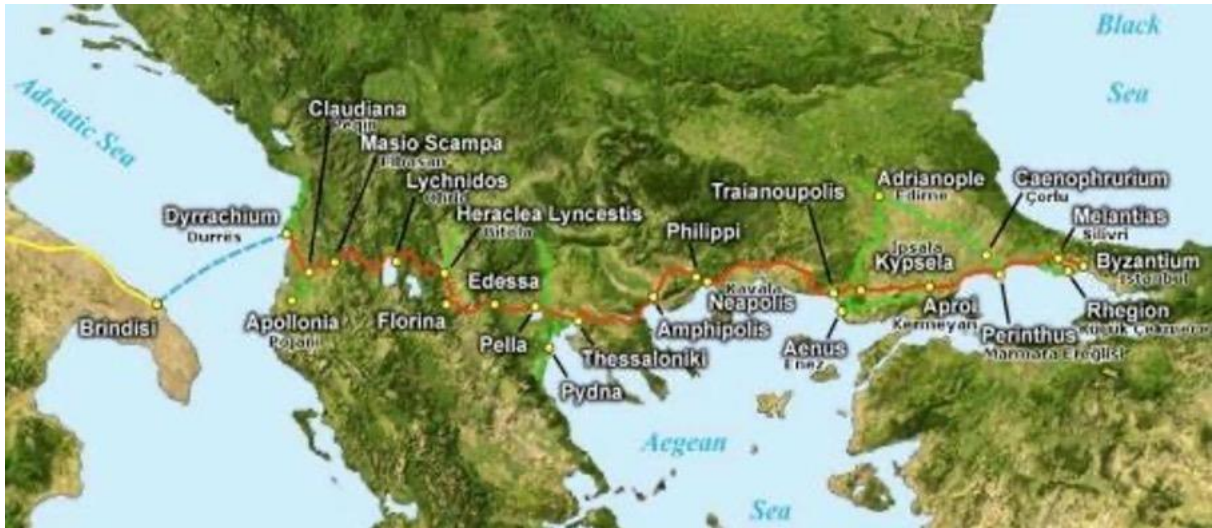 Black
Sea
Adriatic Sea
Claudiana
Masio Scampa
Elbasan
Lychnidos
Ohrid
Heraclea Lyncestis
Bitola
Dyrrachium
Durrës
Brindisi
Apollonia
Pojani
Florina
Edessa
Pella
Pydna
Thessaloniki
Amphipolis
Philippi
Kavala
Neapolis
Traianoupolis
Adrianople
Edirne
Ipsala
Kypsela
Aenus
Enez
Aproi
Kermeyan
Caenophrurium
Çorlu
Perinthus
Marmara Ereglisi
Melantias
Silivri
Byzantium
Istanbul
Rhegion
Aegean
Sea